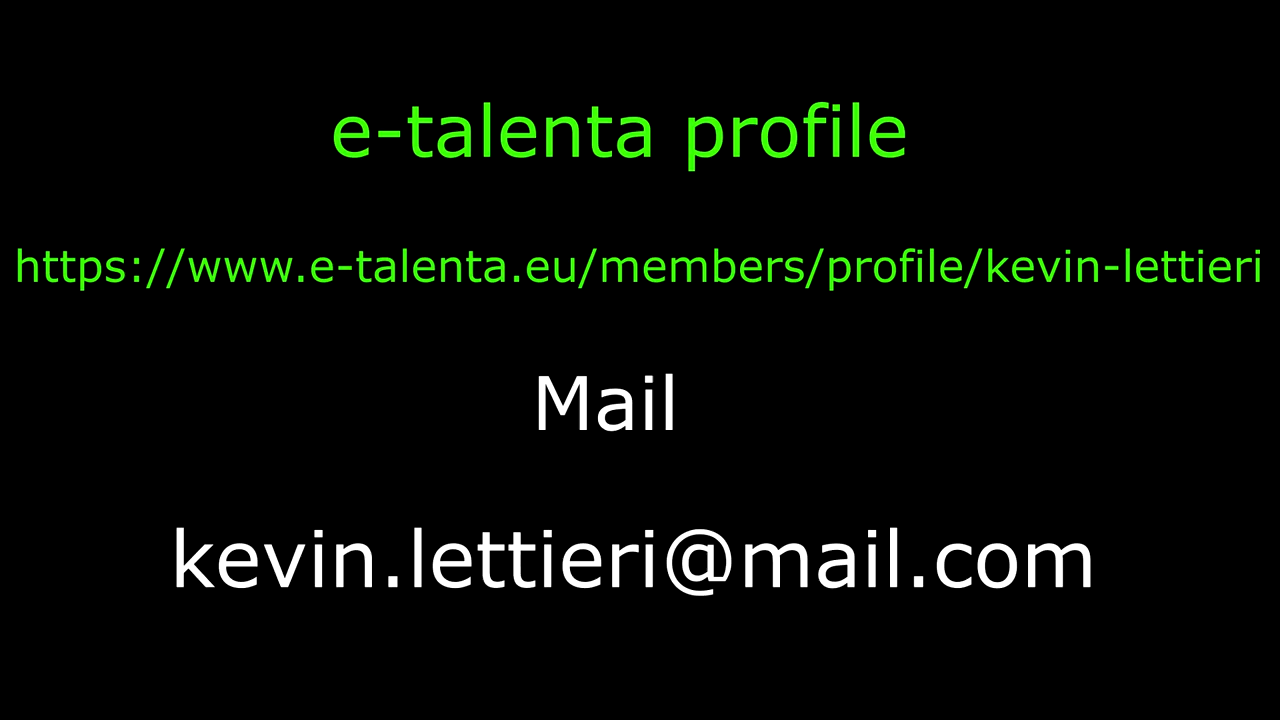 e-talenta profile
https://www.e-talenta.eu/members/profile/kevin-lettieri
Mail
kevin.lettieri@mail.com